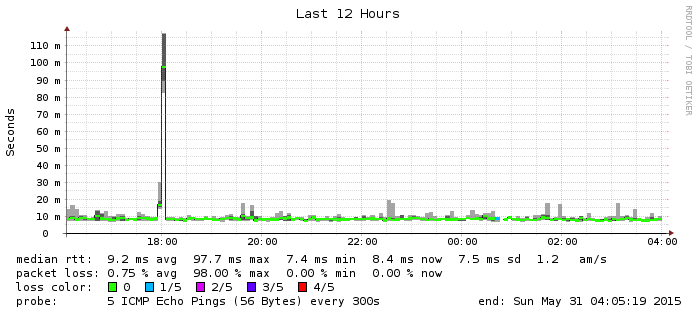 Last 12 Hours
RRDTOOL / TOBI OETIKER
Seconds
110 m
100 m
90 m
80 m
70 m
60 m
50 m
40 m
30 m
20 m
10 m
0
18:00 20:00 22:00 00:00 02:00 04:00
median rtt: 9.2 ms avg 97.7 ms max 7.4 ms min 8.4 ms now 7.5 ms sd 1.2 am/s
packet loss: 0.75 % avg 98.00 % max 0.00 % min 0.00 % now
loss color: 0 1/5 2/5 3/5 4/5
probe: 5 ICMP Echo Pings (56 Bytes) every 300s end: Sun May 31 04:05:19 2015